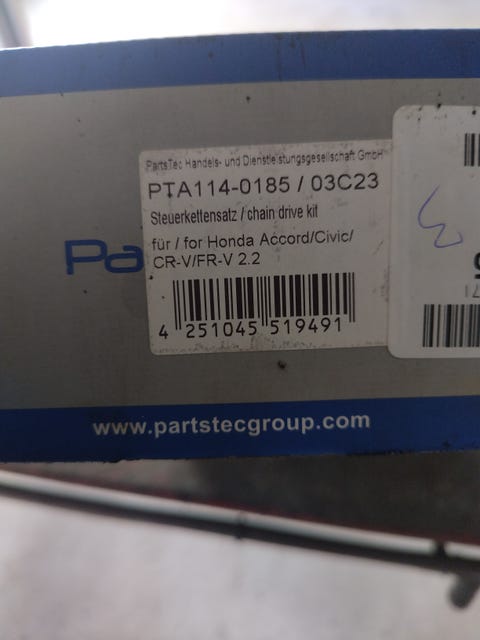 PartsTec Handels- und Dienstleistungsgesellschaft GmbH
PTA114-0185 / 03C23
Steuerkettensatz / chain drive kit
für / for Honda Accord/Civic/
CR-V/FR-V 2.2
Pa
4 251045 519491
www.partstecgroup.com